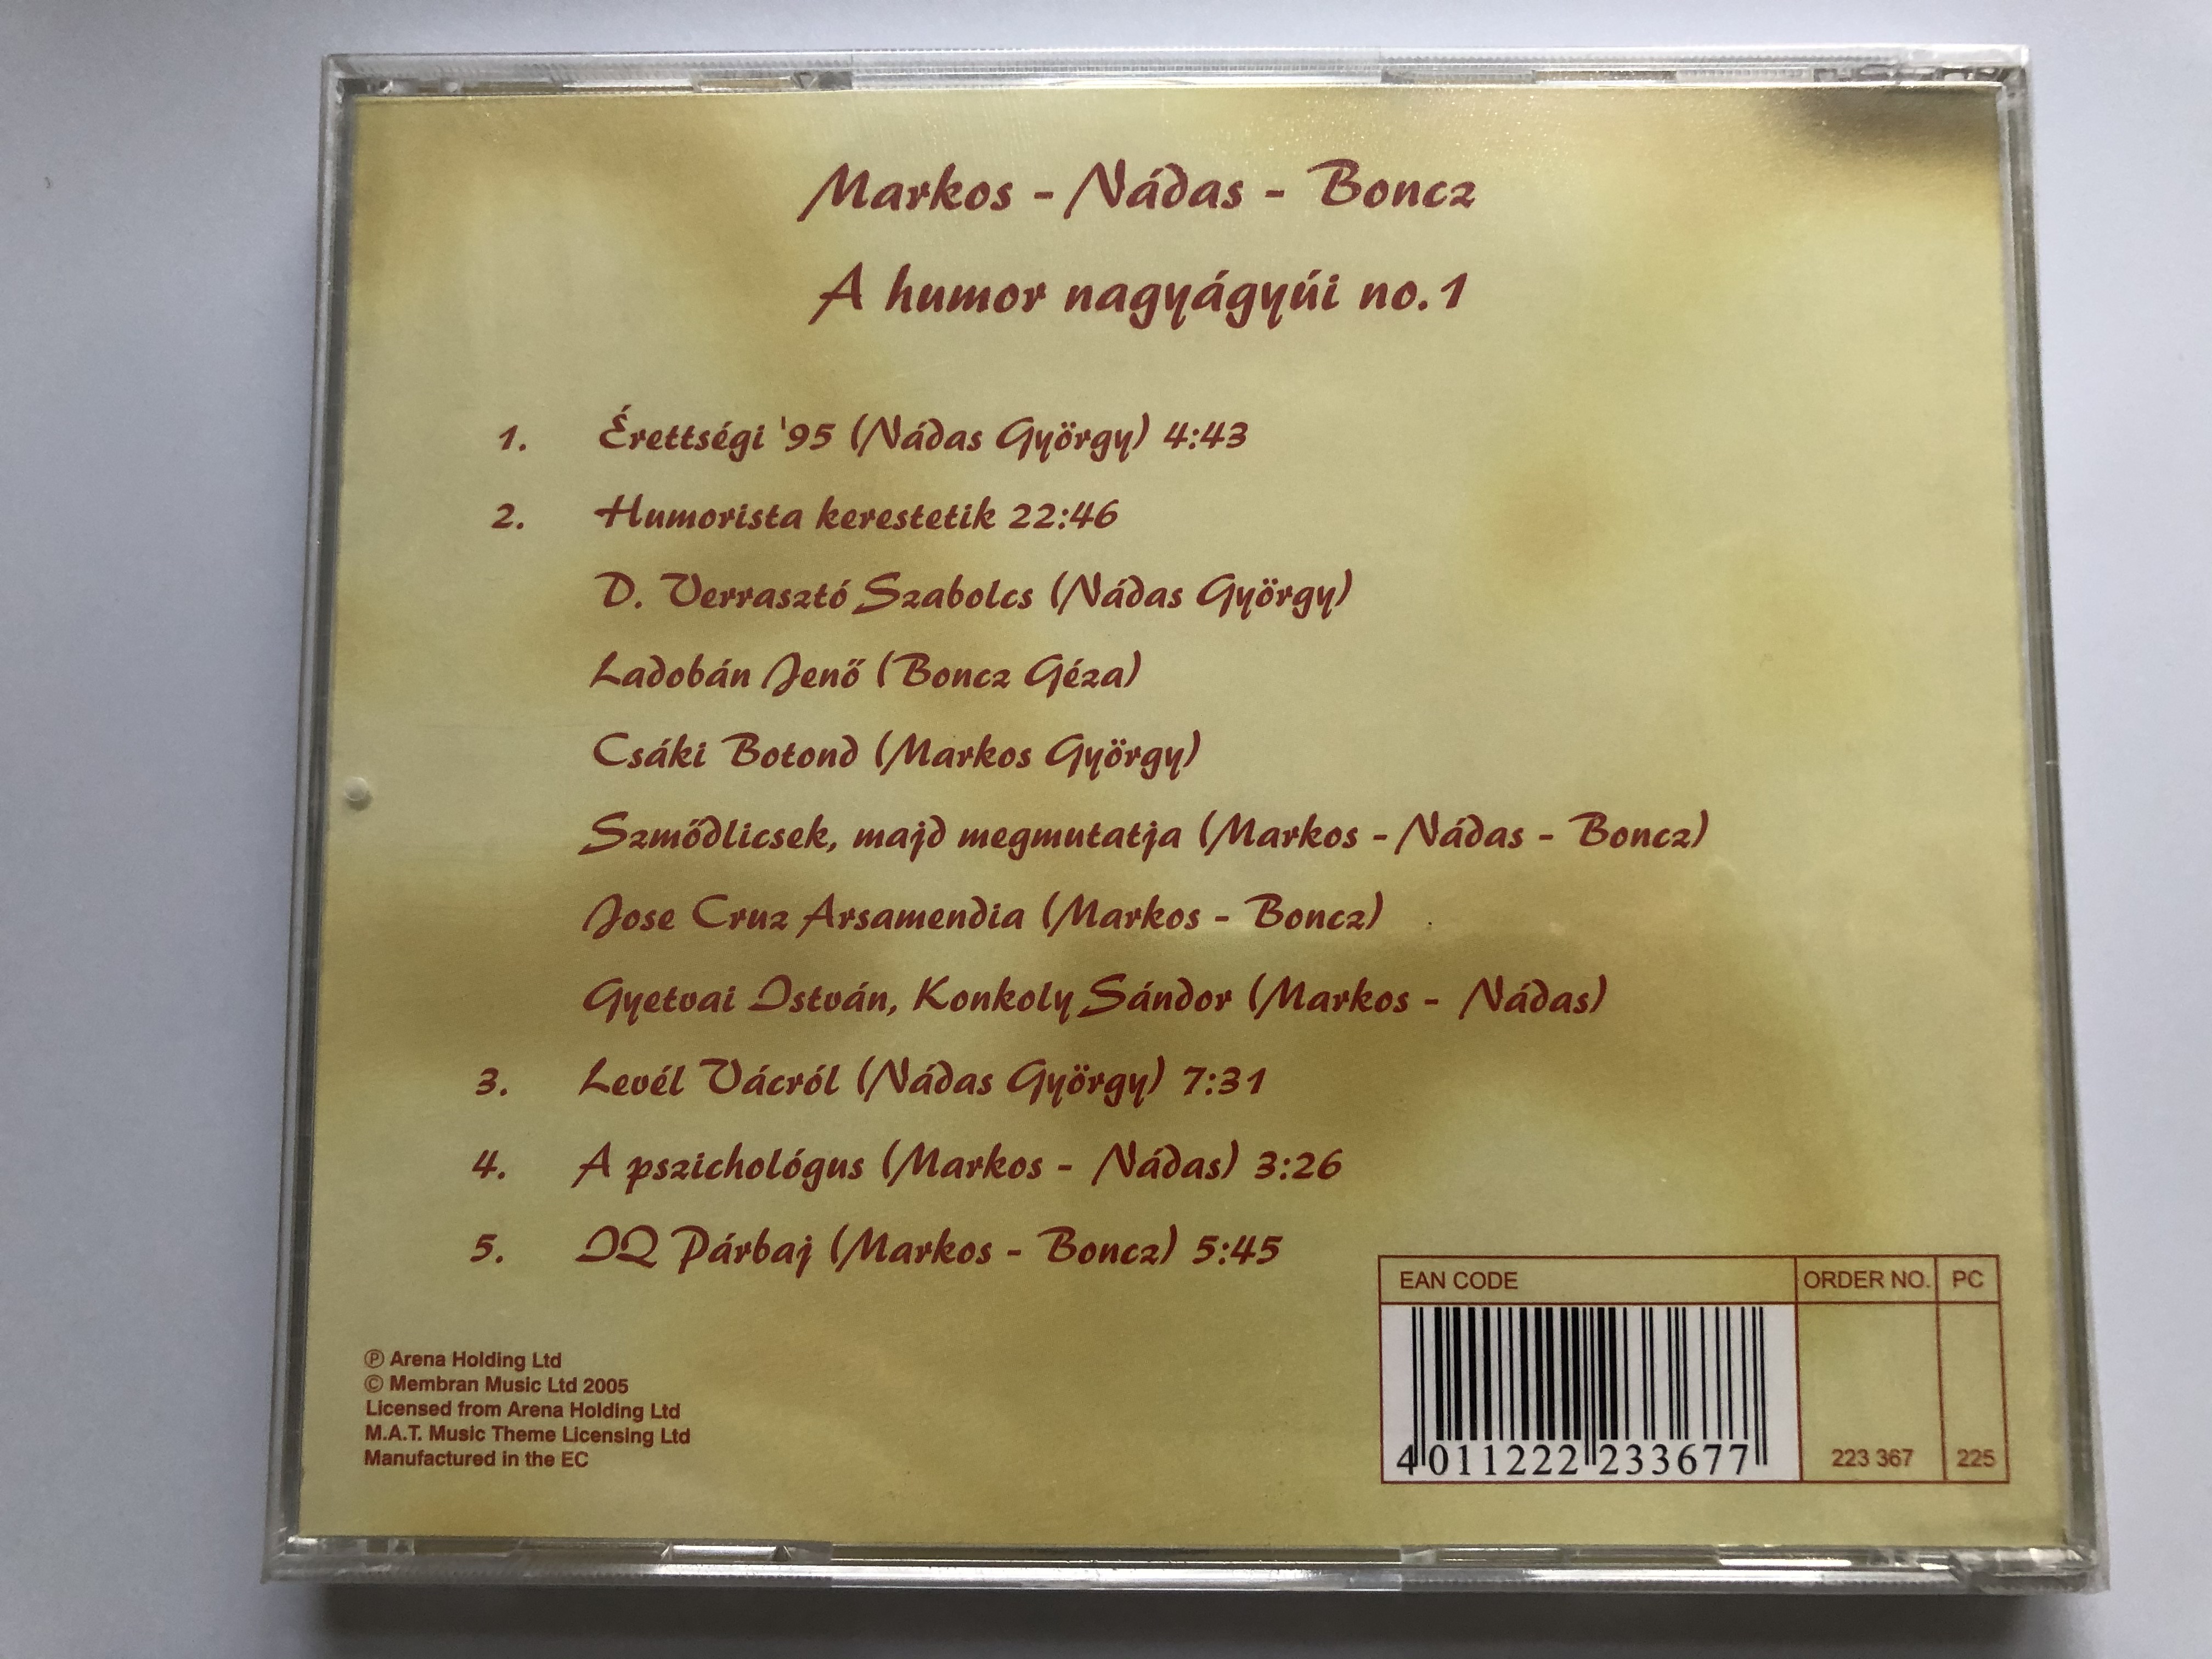 Markos - Nádas - Boncz
A humor nagyágyúi no.1
1. Érettségi '95 (Nádas György) 4:43
2. Humorista kerestetik 22:46
D. Verrasztó Szabolcs (Nádas György)
Ladobán Jenő (Boncz Géza)
Csáki Botond (Markos György)
Szmődlicsek, majd megmutatja (Markos - Nádas - Boncz)
Jose Cruz Arsamendia (Markos - Boncz)
Gyetvai István, Konkoly Sándor (Markos - Nádas)
3. Levél Vácról (Nádas György) 7:31
4. A pszichológus (Markos - Nádas) 3:26
5. IQ Párbaj (Markos - Boncz) 5:45
Ⓟ Arena Holding Ltd
© Membran Music Ltd 2005
Licensed from Arena Holding Ltd
M.A.T. Music Theme Licensing Ltd
Manufactured in the EC
EAN CODE ORDER NO. PC
4 011222 233677 223 367 225